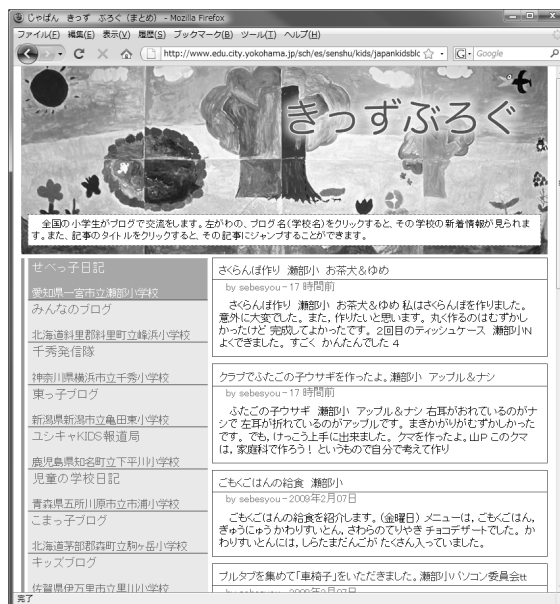 じゃぱん きっず ぶろぐ（まとめ） - Mozilla Firefox
ファイル(F) 編集(E) 表示(V) 履歴(S) ブックマーク(B) ツール(T) ヘルプ(H)
http://www.edu.city.yokohama.jp/sch/es/senshu/kids/japankidsblo
Google
きっずぶろぐ
全国の小学生がブログで交流をします。左がわの、ブログ名(学校名)をクリックすると、その学校の新着情報が見られま
す。また、記事のタイトルをクリックすると、その記事にジャンプすることができます。
せべっ子日記
愛知県一宮市立瀬部小学校
みんなのブログ
北海道斜里郡斜里町立峰浜小学校
千秀発信隊
神奈川県横浜市立千秀小学校
東っ子ブログ
新潟県新潟市立亀田東小学校
ユシキャKIDS報道局
鹿児島県知名町立下平川小学校
児童の学校日記
青森県五所川原市立市浦小学校
こまっ子ブログ
北海道茅部郡森町立駒ヶ岳小学校
キッズブログ
佐賀県伊万里市立黒川小学校
さくらんぼ作り 瀬部小 お茶犬＆ゆめ
by sebesyou - 17 時間前
さくらんぼ作り 瀬部小 お茶犬＆ゆめ 私はさくらんぼを作りました。
意外に大変でした。また，作りたいと思います。丸く作るのはむずかし
かったけど 完成してよかったです。 2回目のティッシュケース 瀬部小N
よくできました。すごく かんたんでした 4
クラブでふたごの子ウサギを作ったよ。瀬部小 アップル＆ナシ
by sebesyou - 17 時間前
ふたごの子ウサギ 瀬部小 アップル＆ナシ 右耳がおれているのがナ
シで 左耳が折れているのがアップルです。まきかがりがむずかしかった
です。でも，けっこう上手に出来ました。クマを作ったよ。山P このクマ
は，家庭科で作ろう！ というもので自分で考えて作り
ごもくごはんの給食 瀬部小
by sebesyou - 2009年2月07日
ごもくごはんの給食を紹介します。（金曜日） メニューは，ごもくごはん，
ぎゅうにゅう かわりすいとん，さわらのてりやき チョコデザートでした。か
わりすいとんには，しらたまだんごが たくさん入っていました。
プルタブを集めて「車椅子」をいただきました。瀬部小パソコン委員会tt
by sebesyou - 2009年2月07日
完了